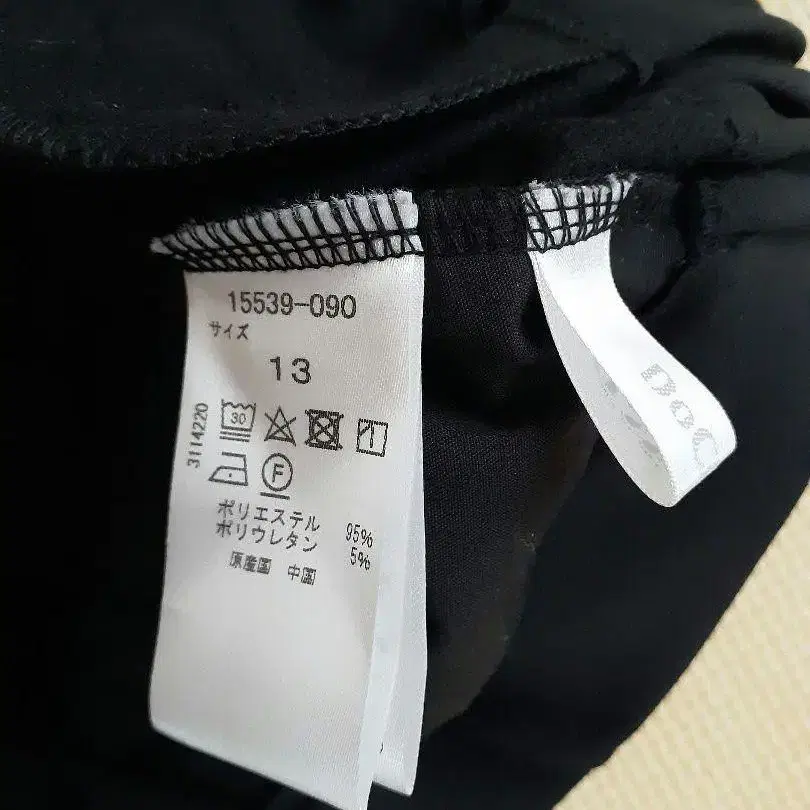 15539-090
サイズ
13
3114220
30
F
ポリエステル 95%
ポリウレタン 5%
原産国 中国